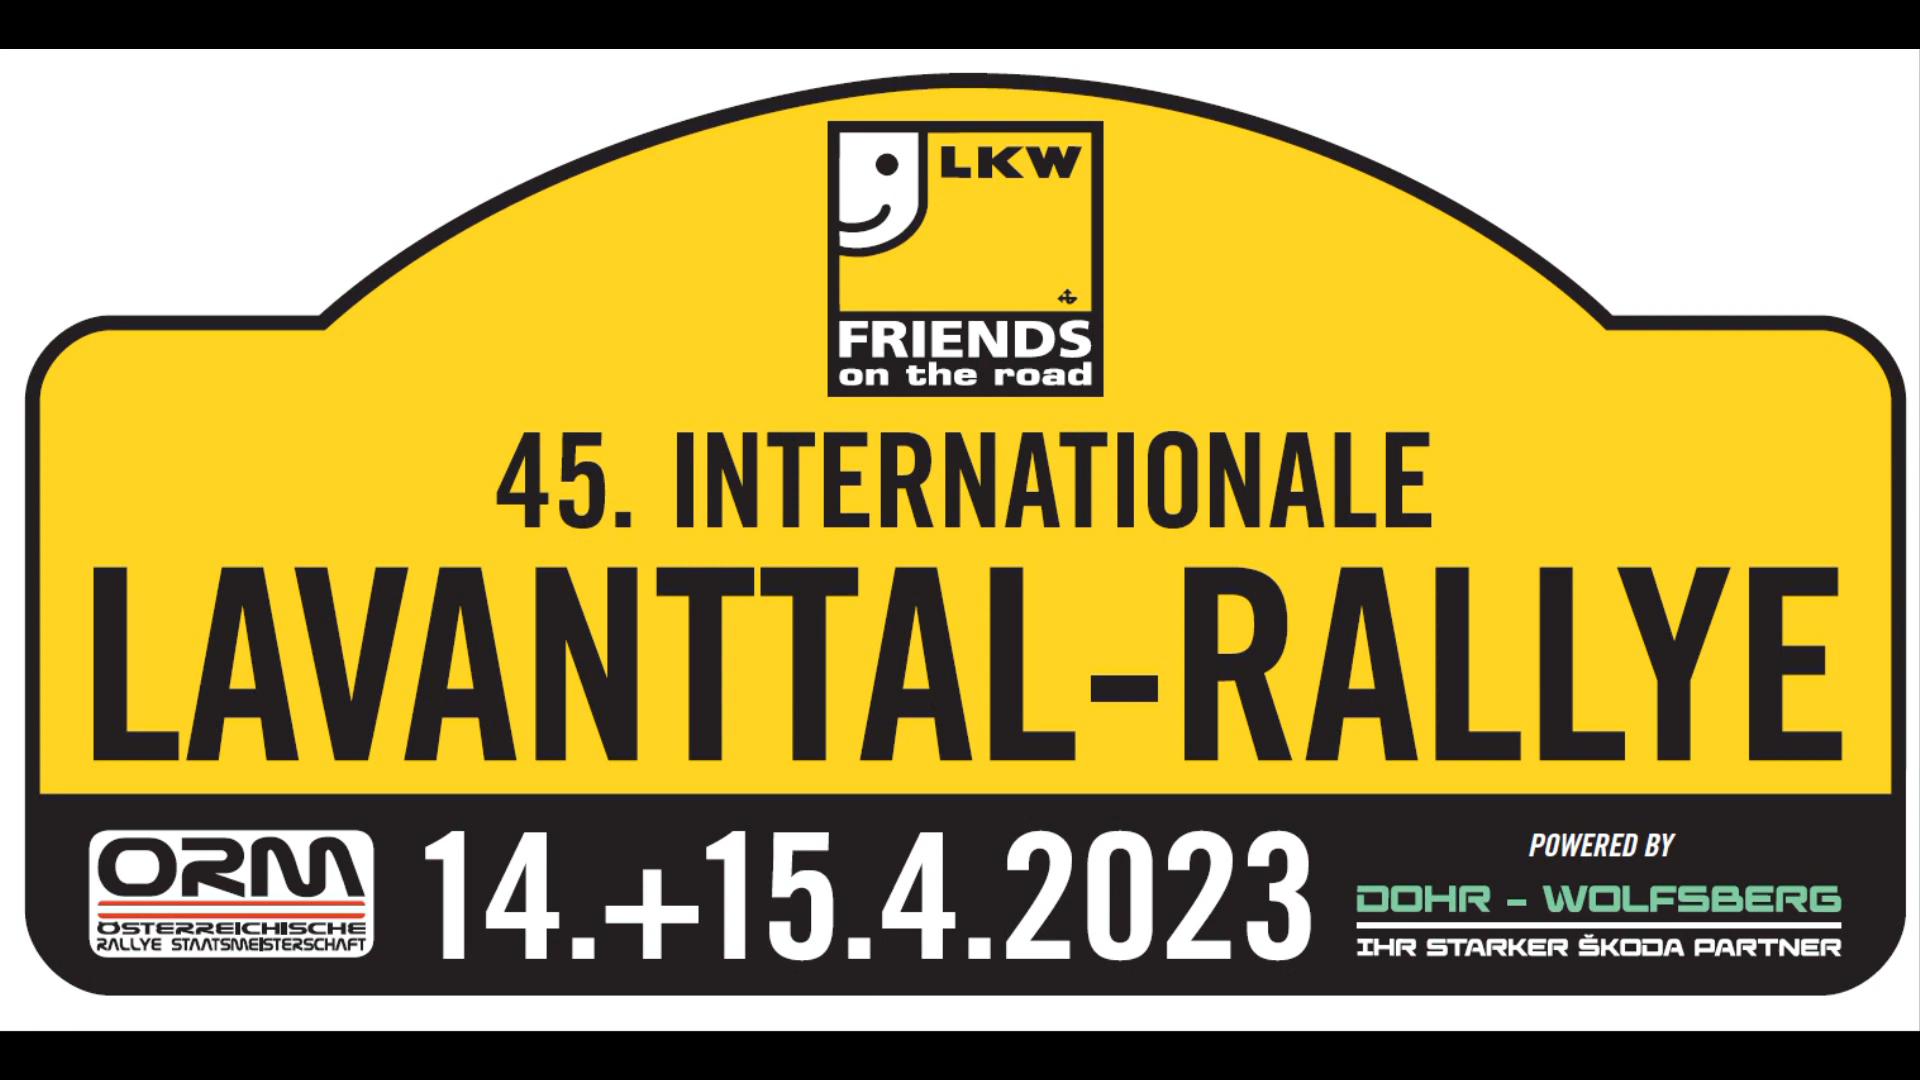 LKW
FRIENDS
on the road
45. INTERNATIONALE
LAVANTTAL-RALLYE
ORM
ÖSTERREICHISCHE
RALLYE STAATSMEISTERSCHAFT
14.+15.4.2023
POWERED BY
DOHR - WOLFSBERG
IHR STARKER ŠKODA PARTNER